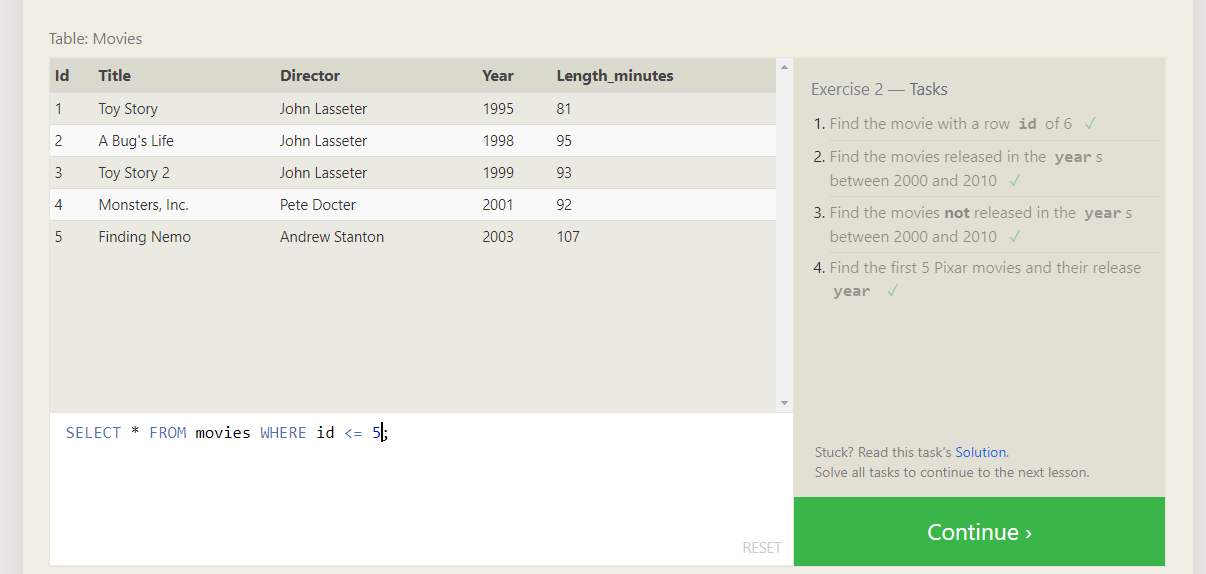 Table: Movies
Id Title Director Year Length_minutes
1 Toy Story John Lasseter 1995 81
2 A Bug's Life John Lasseter 1998 95
3 Toy Story 2 John Lasseter 1999 93
4 Monsters, Inc. Pete Docter 2001 92
5 Finding Nemo Andrew Stanton 2003 107
SELECT * FROM movies WHERE id <= 5;
RESET
Exercise 2 — Tasks
1. Find the movie with a row id of 6 ✓
2. Find the movies released in the year s
between 2000 and 2010 ✓
3. Find the movies not released in the year s
between 2000 and 2010 ✓
4. Find the first 5 Pixar movies and their release
year ✓
Stuck? Read this task's Solution.
Solve all tasks to continue to the next lesson.
Continue ›